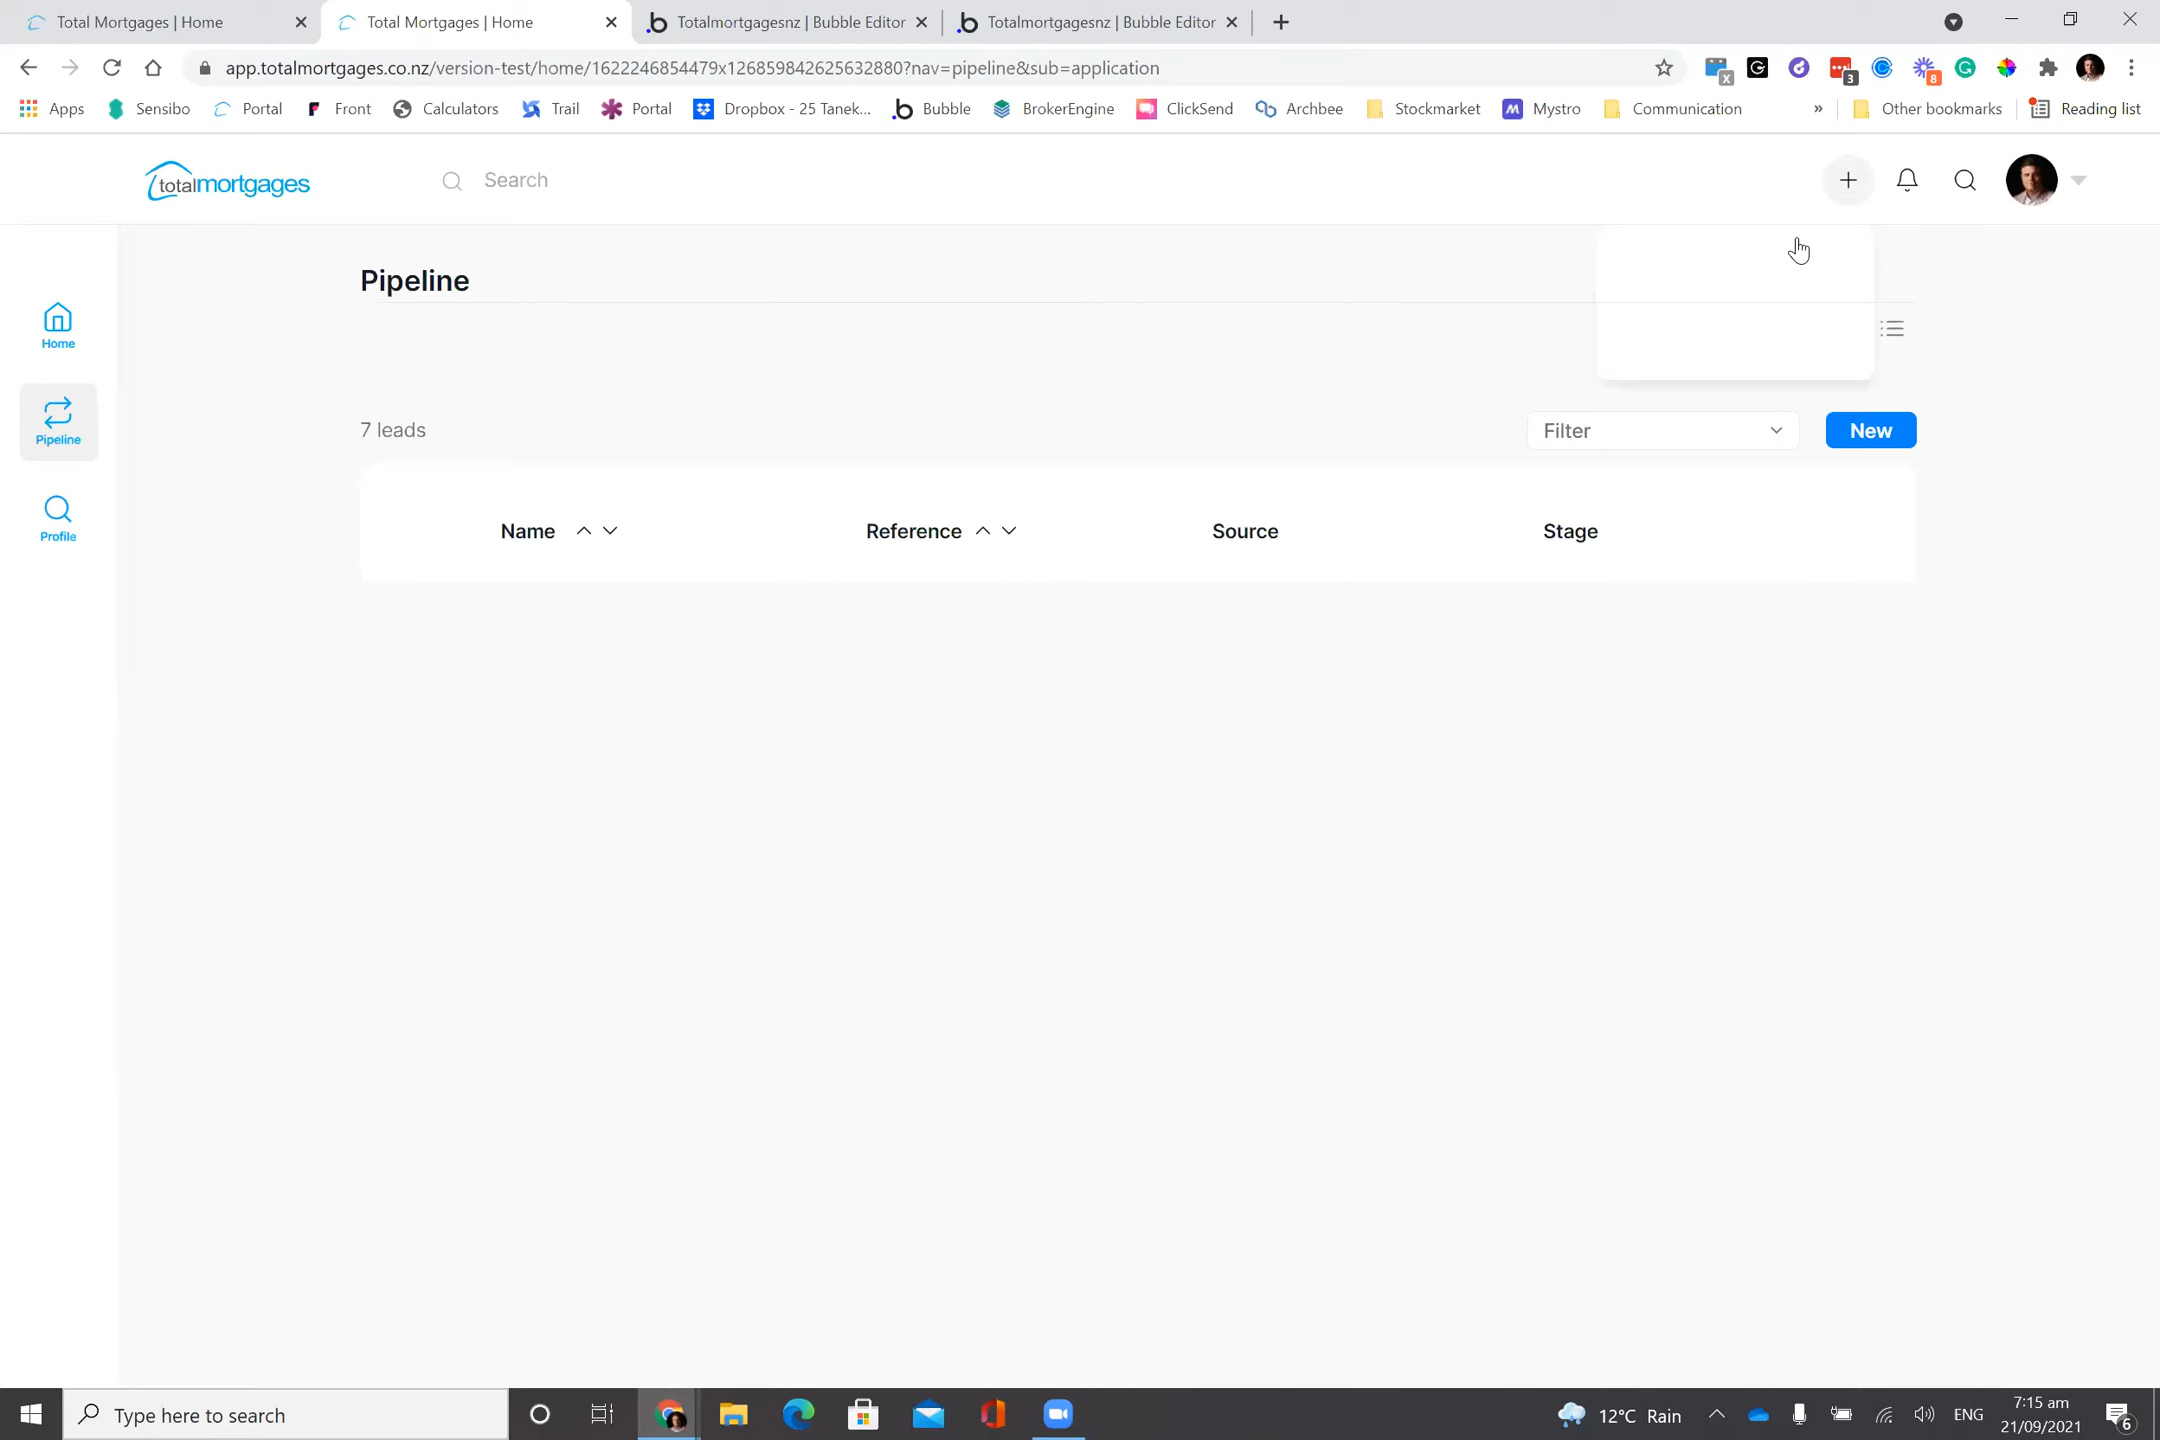 Total Mortgages | Home
Total Mortgages | Home
Totalmortgagesnz | Bubble Editor
Totalmortgagesnz | Bubble Editor
app.totalmortgages.co.nz/version-test/home/1622246854479x126859842625632880?nav=pipeline&sub=application
X
3
8
Apps
Sensibo
Portal
Front
Calculators
Trail
Portal
Dropbox - 25 Tanek...
Bubble
BrokerEngine
ClickSend
Archbee
Stockmarket
Mystro
Communication
»
Other bookmarks
Reading list
totalmortgages
Search
Pipeline
Home
Pipeline
Profile
7 leads
Filter
New
Name
Reference
Source
Stage
Type here to search
12°C Rain
ENG
7:15 am
21/09/2021
6